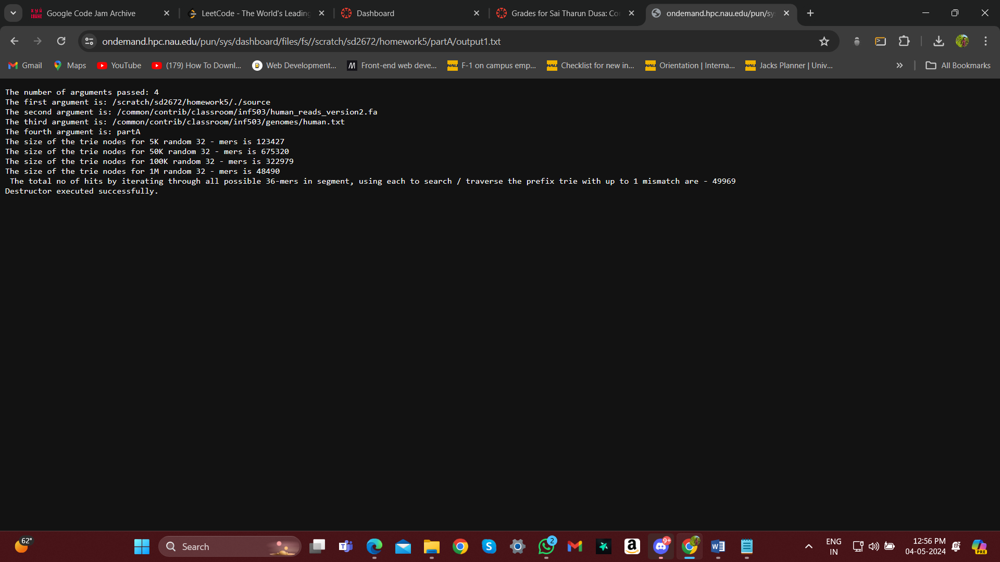 Google Code Jam Archive
LeetCode - The World's Leading
Dashboard
Grades for Sai Tharun Dusa: Co
ondemand.hpc.nau.edu/pun/sy
ondemand.hpc.nau.edu/pun/sys/dashboard/files/fs//scratch/sd2672/homework5/partA/output1.txt
Gmail
Maps
YouTube
(179) How To Downl...
Web Development...
Front-end web deve...
NAU
F-1 on campus emp...
NAU
Checklist for new in...
NAU
Orientation | Interna...
NAU
Jacks Planner | Univ...
All Bookmarks
The number of arguments passed: 4
The first argument is: /scratch/sd2672/homework5/./source
The second argument is: /common/contrib/classroom/inf503/human_reads_version2.fa
The third argument is: /common/contrib/classroom/inf503/genomes/human.txt
The fourth argument is: partA
The size of the trie nodes for 5K random 32 - mers is 123427
The size of the trie nodes for 50K random 32 - mers is 675320
The size of the trie nodes for 100K random 32 - mers is 322979
The size of the trie nodes for 1M random 32 - mers is 48490
The total no of hits by iterating through all possible 36-mers in segment, using each to search / traverse the prefix trie with up to 1 mismatch are - 49969
Destructor executed successfully.
62°
Search
2
9+
ENG
IN
12:56 PM
04-05-2024
PRE